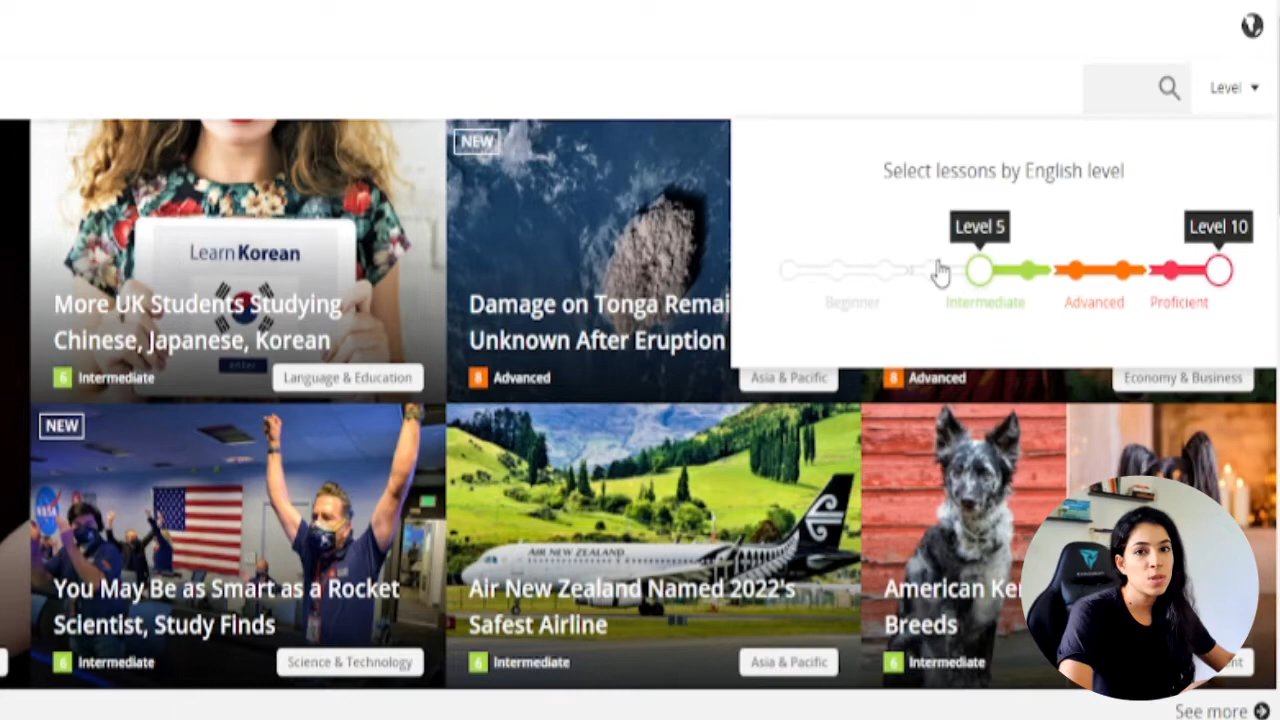 Level
NEW
Select lessons by English level
Level 5
Level 10
Beginner
Intermediate
Advanced
Proficient
Learn Korean
enter
More UK Students Studying
Chinese, Japanese, Korean
6 Intermediate
Language & Education
Damage on Tonga Remai
Unknown After Eruption
8 Advanced
Asia & Pacific
8 Advanced
Economy & Business
NEW
NASA
You May Be as Smart as a Rocket
Scientist, Study Finds
6 Intermediate
Science & Technology
AIR NEW ZEALAND
Air New Zealand Named 2022's
Safest Airline
6 Intermediate
Asia & Pacific
American Ke
Breeds
6 Intermediate
nt
See more